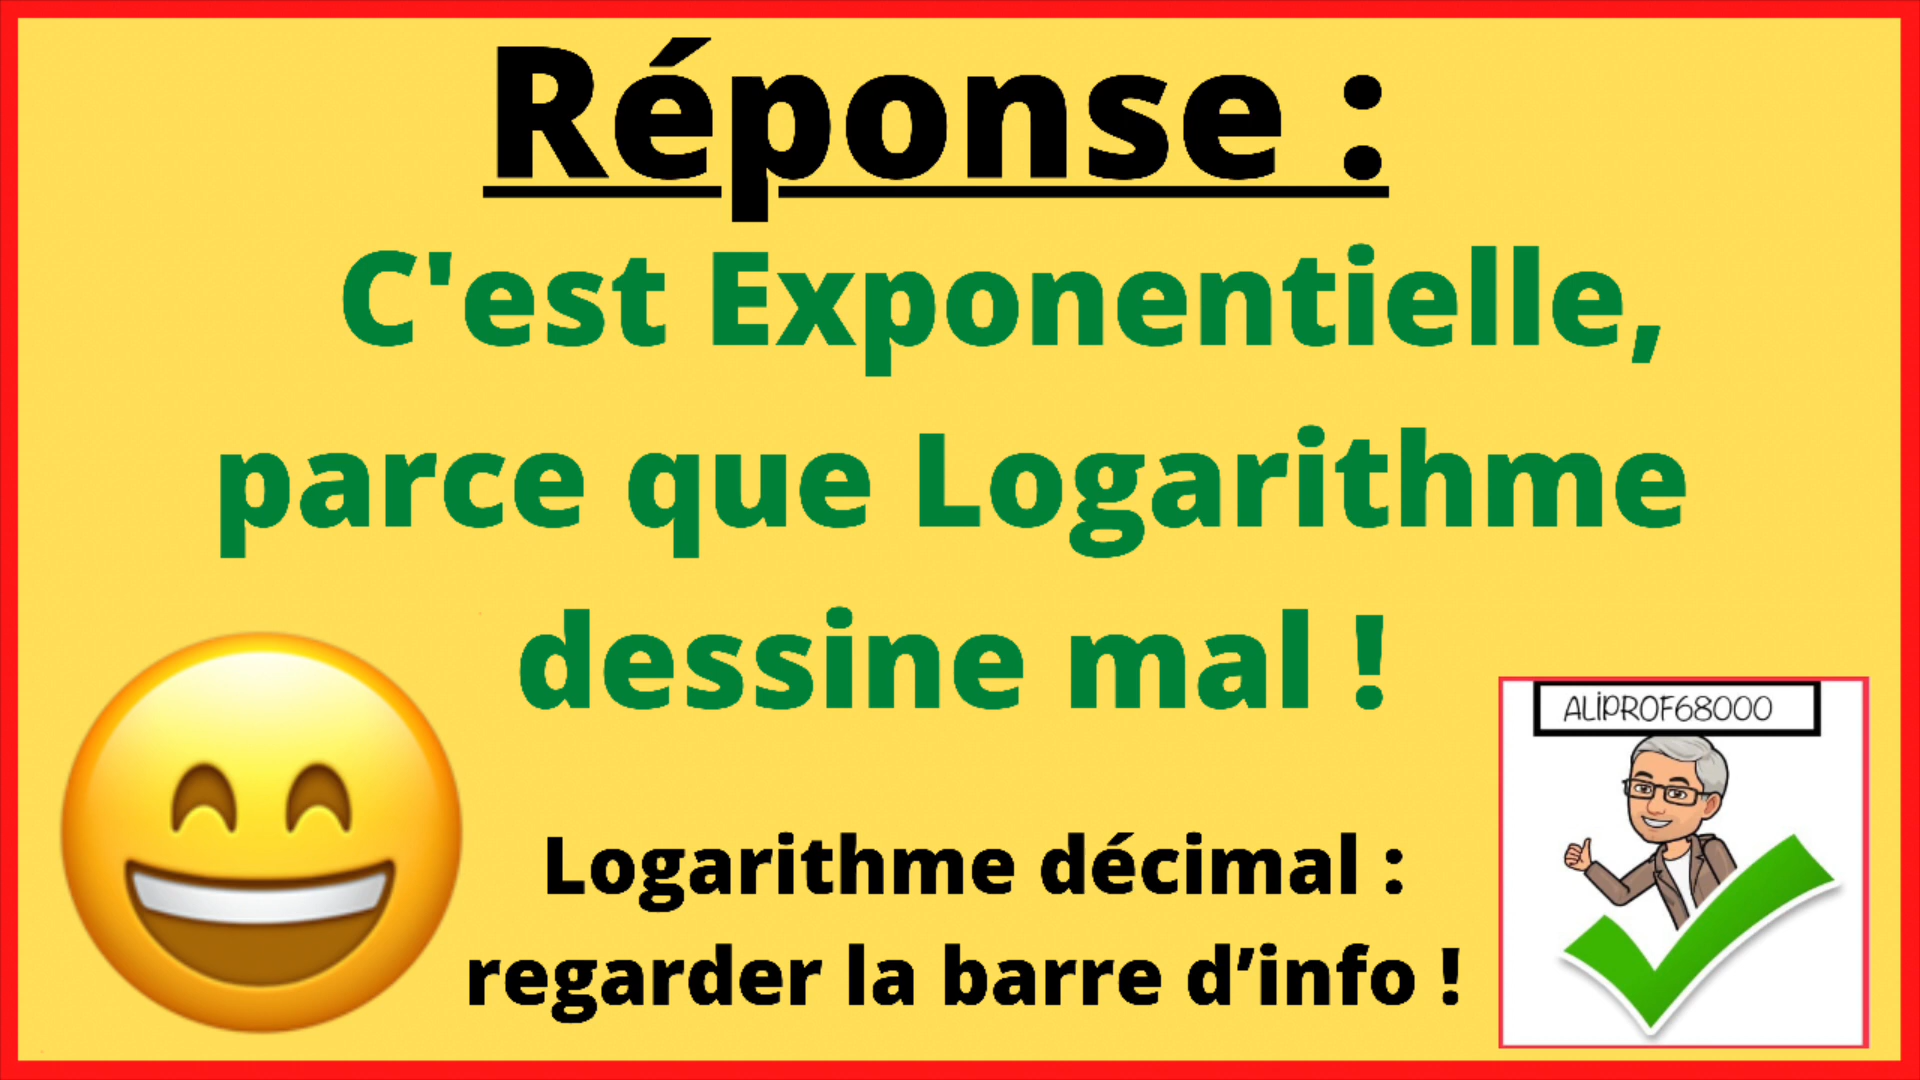 Réponse :
C'est Exponentielle,
parce que Logarithme
dessine mal !
ALiPROF68000
Logarithme décimal :
regarder la barre d’info !